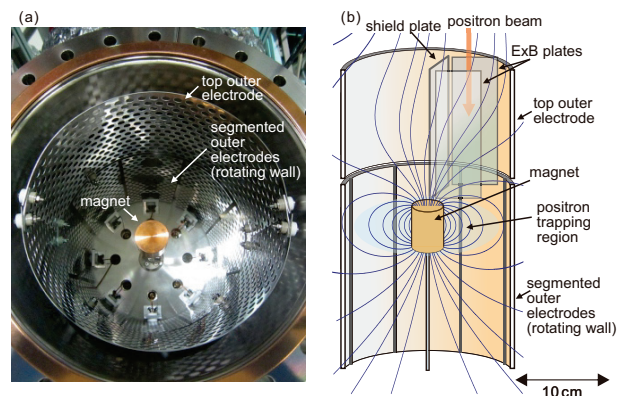 (a)
top outer
electrode
segmented
outer
electrodes
(rotating wall)
magnet
(b)
positron beam
shield plate
ExB plates
top outer
electrode
magnet
positron
trapping
region
segmented
outer
electrodes
(rotating wall)
10 cm